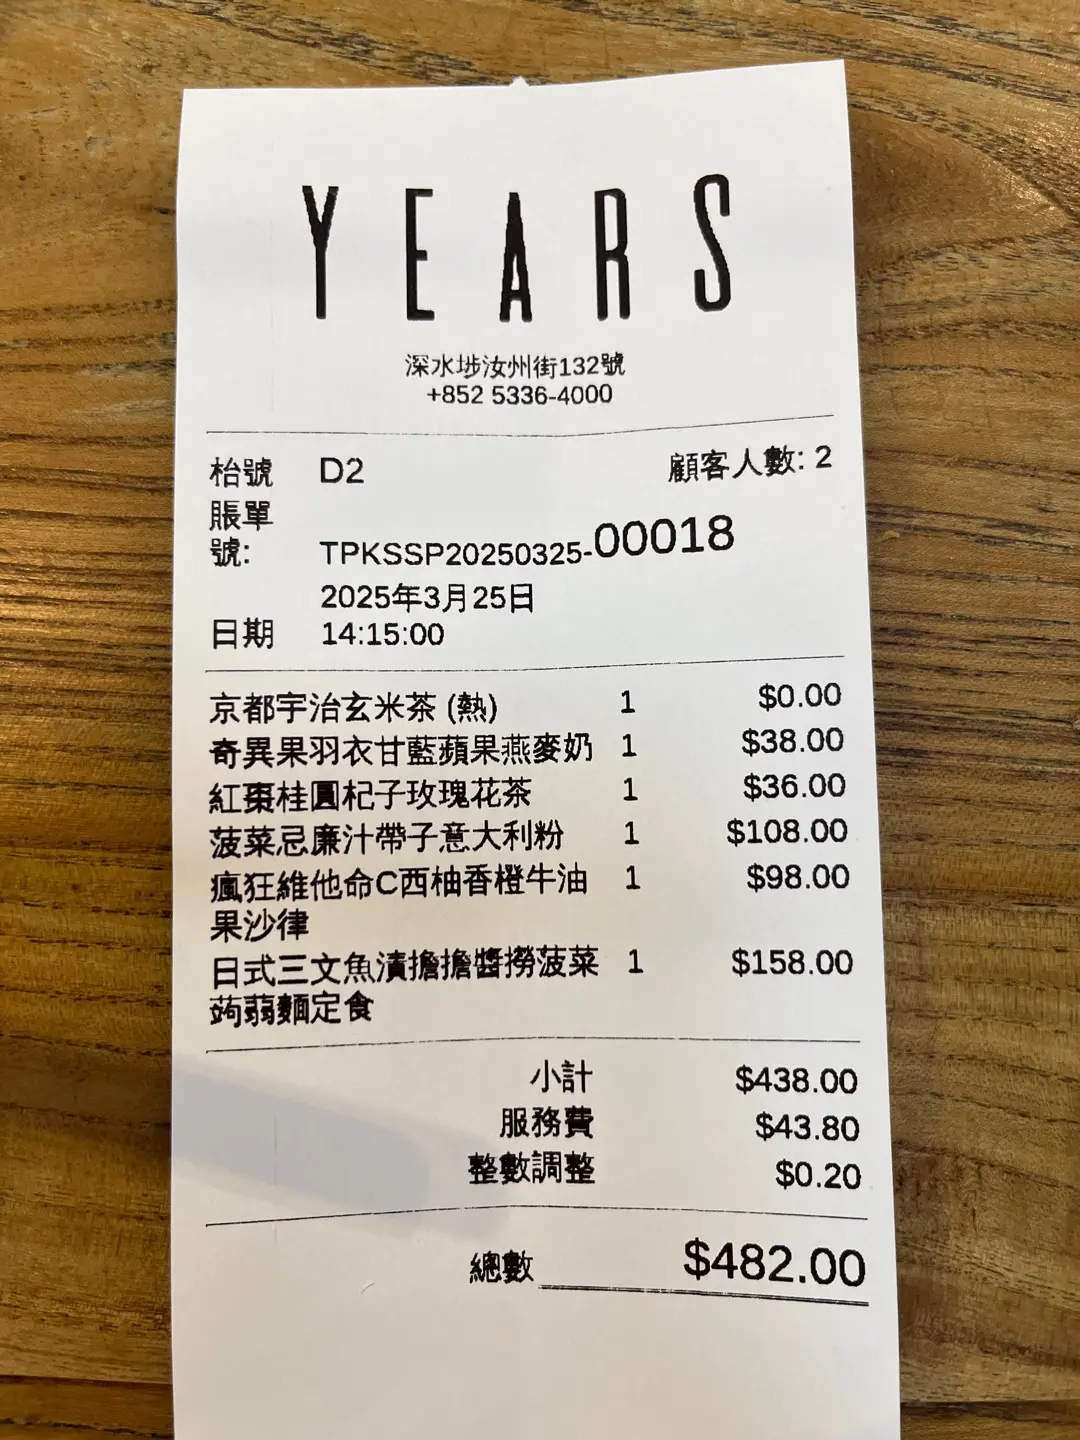 YEARS
深水埗汝州街132號
+852 5336-4000
枱號 D2 顧客人數: 2
賬單
號: TPKSSP20250325-00018
2025年3月25日
日期 14:15:00
京都宇治玄米茶 (熱) 1 $0.00
奇異果羽衣甘藍蘋果燕麥奶 1 $38.00
紅棗桂圓杞子玫瑰花茶 1 $36.00
菠菜忌廉汁帶子意大利粉 1 $108.00
瘋狂維他命C西柚香橙牛油 1 $98.00
果沙律
日式三文魚漬擔擔醬撈菠菜 1 $158.00
蒟蒻麵定食
小計 $438.00
服務費 $43.80
整數調整 $0.20
總數 $482.00